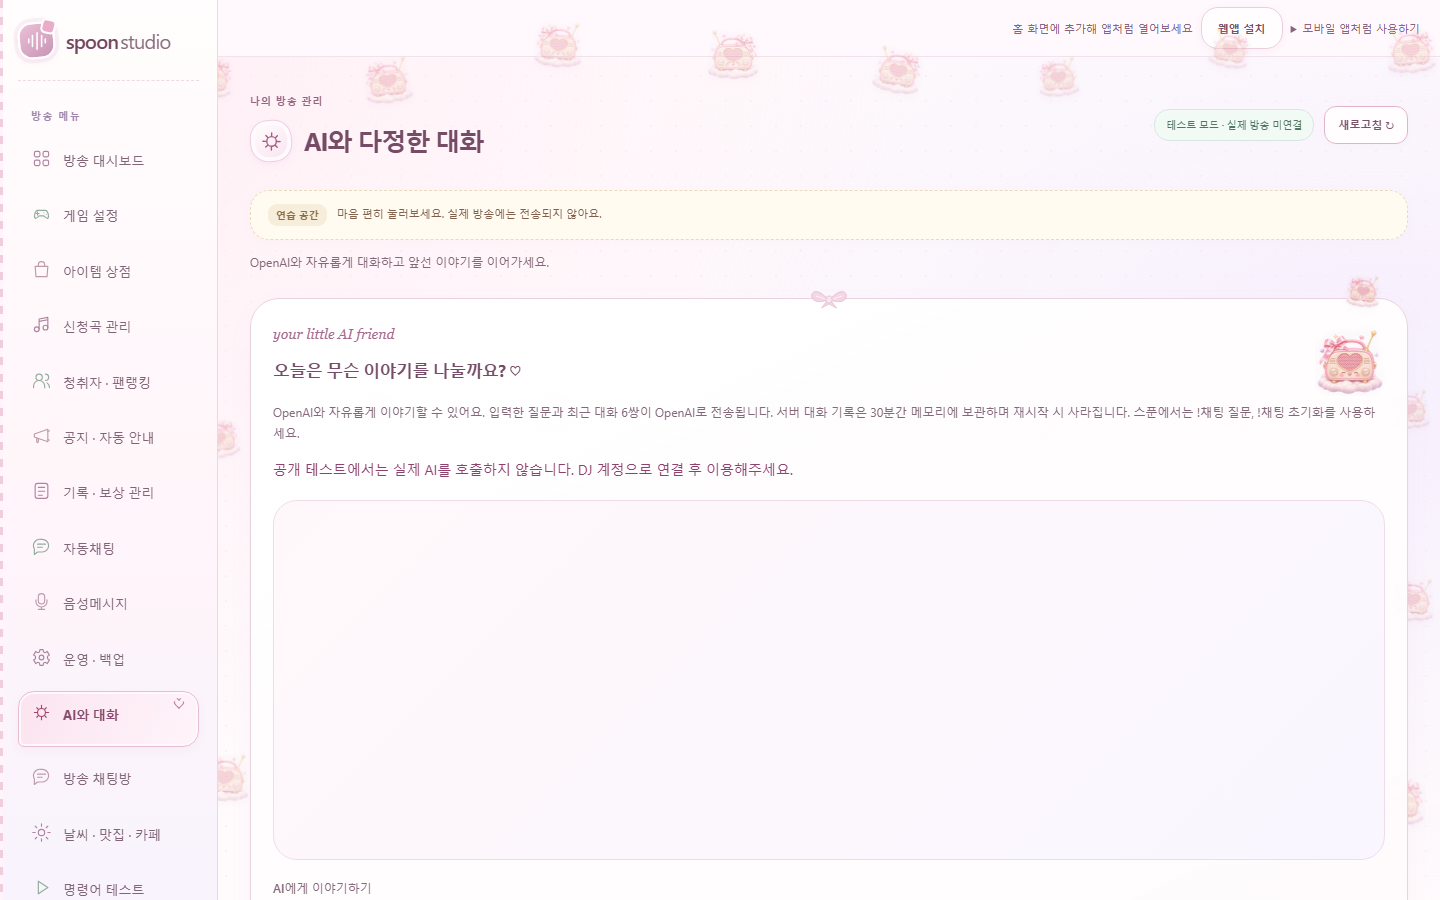 spoon studio
방송 메뉴
방송 대시보드
게임 설정
아이템 상점
신청곡 관리
청취자 · 팬랭킹
공지 · 자동 안내
기록 · 보상 관리
자동채팅
음성메시지
운영 · 백업
AI와 대화
방송 채팅방
날씨 · 맛집 · 카페
명령어 테스트
홈 화면에 추가해 앱처럼 열어보세요
웹앱 설치
▶ 모바일 앱처럼 사용하기
나의 방송 관리
AI와 다정한 대화
테스트 모드 · 실제 방송 미연결
새로고침 ↻
연습 공간
마음 편히 눌러보세요. 실제 방송에는 전송되지 않아요.
OpenAI와 자유롭게 대화하고 앞선 이야기를 이어가세요.
your little AI friend
오늘은 무슨 이야기를 나눌까요? ♡
OpenAI와 자유롭게 이야기할 수 있어요. 입력한 질문과 최근 대화 6쌍이 OpenAI로 전송됩니다. 서버 대화 기록은 30분간 메모리에 보관하며 재시작 시 사라집니다. 스푼에서는 !채팅 질문, !채팅 초기화를 사용하
세요.
공개 테스트에서는 실제 AI를 호출하지 않습니다. DJ 계정으로 연결 후 이용해주세요.
AI에게 이야기하기